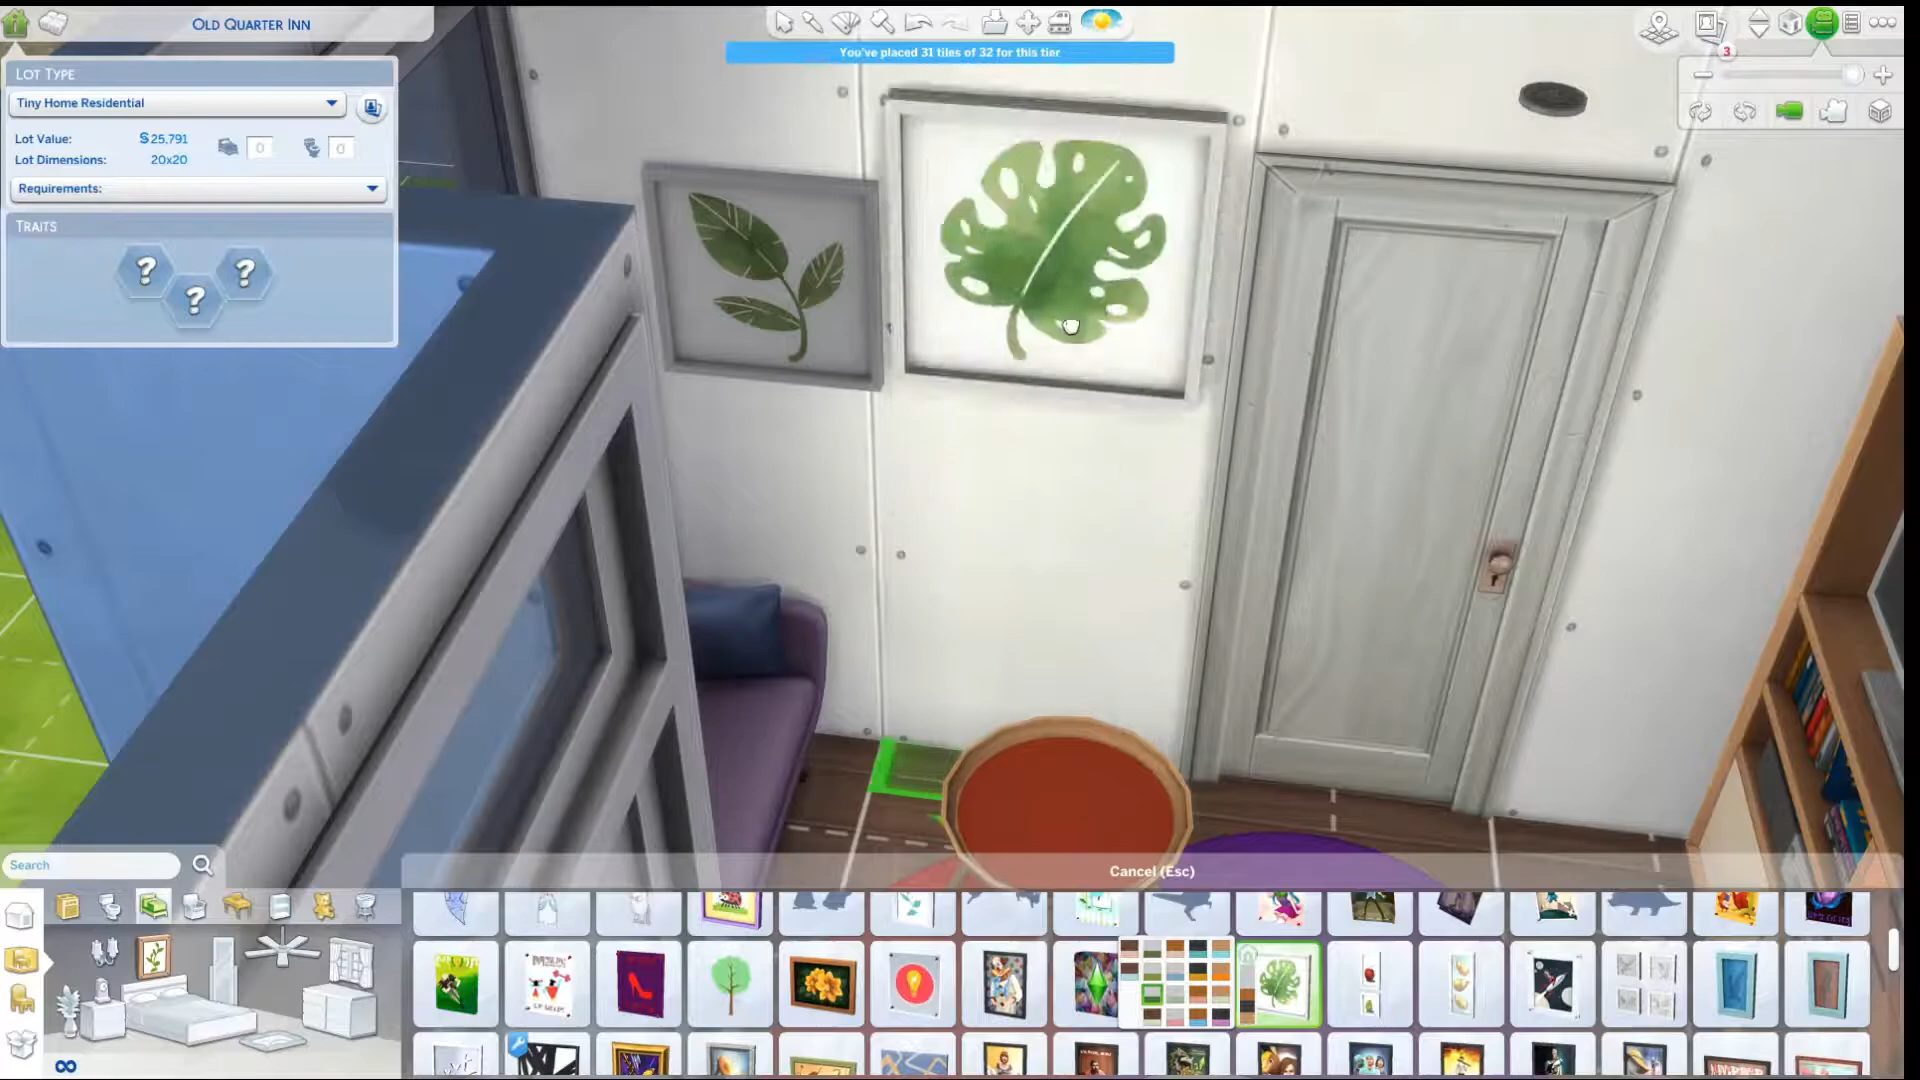 OLD QUARTER INN
You've placed 31 tiles of 32 for this tier
3
LOT TYPE
Tiny Home Residential
Lot Value: §25,791
0
0
Lot Dimensions: 20x20
Requirements:
TRAITS
? ? ?
Search
Cancel (Esc)